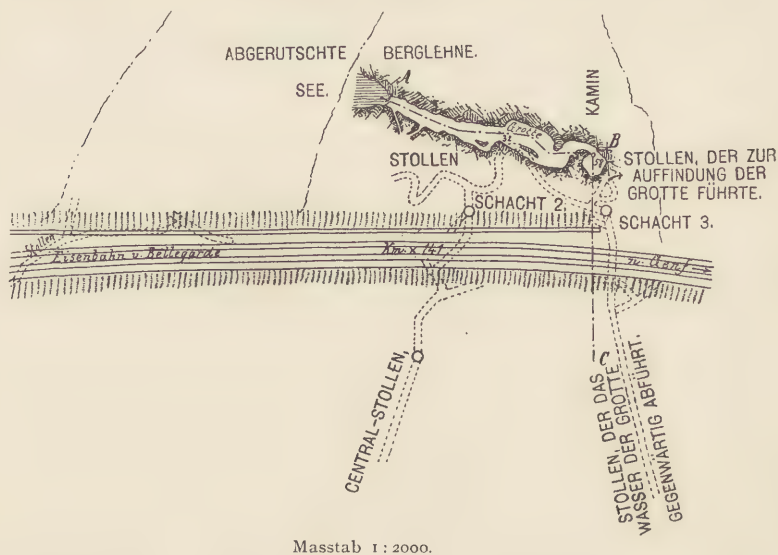 ABGERUTSCHTE BERGLEHNE.
SEE.
A
KAMIN
Grotte
B
STOLLEN
STOLLEN, DER ZUR
AUFFINDUNG DER
GROTTE FÜHRTE.
SCHACHT 2.
SCHACHT 3.
Stollen
Eisenbahn v. Bellegarde
Km. x 141
n. Genf
C
CENTRAL-STOLLEN,
STOLLEN, DER DAS
WASSER DER GROTTE
GEGENWÄRTIG ABFÜHRT.
Masstab 1 : 2000.